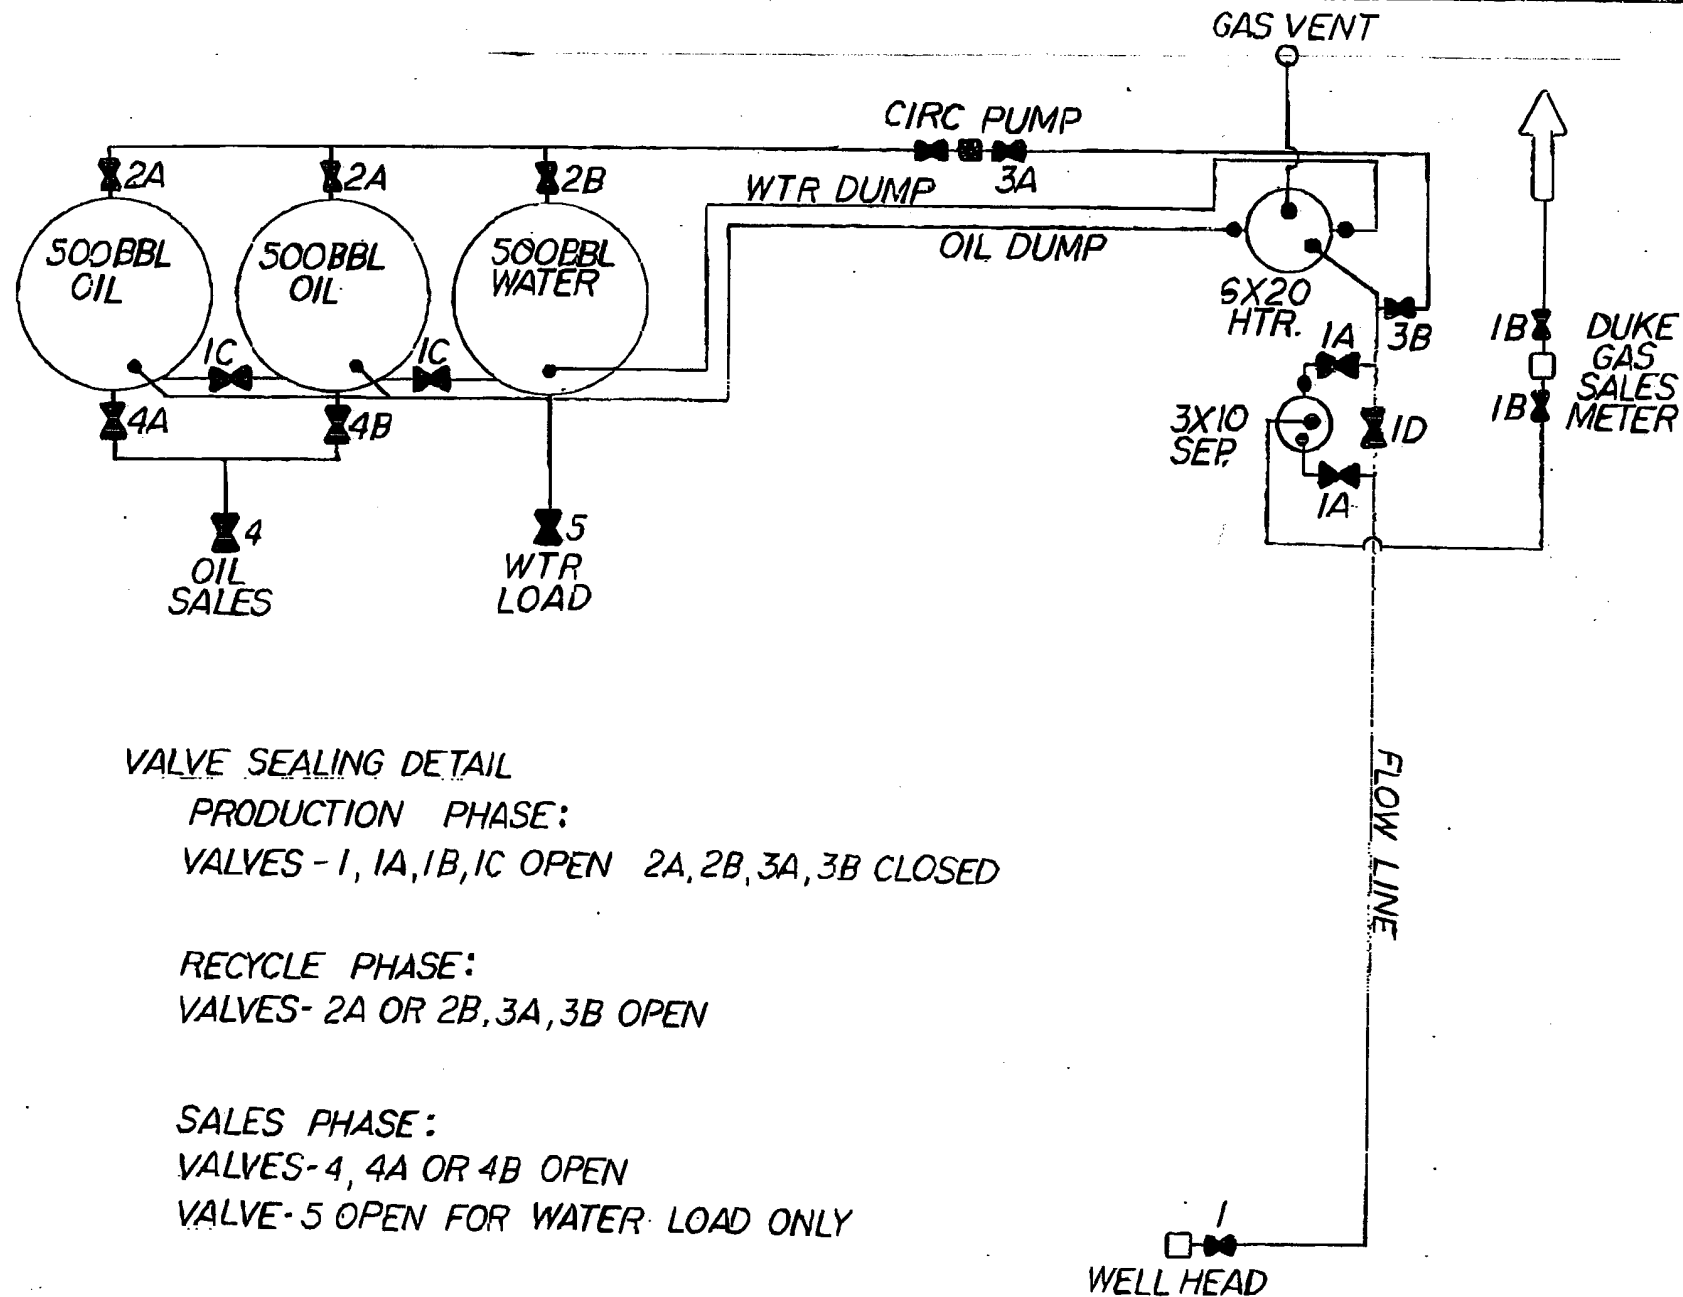 GAS VENT
CIRC PUMP
2A
2A
2B
3A
WTR DUMP
OIL DUMP
500BBL
OIL
500BBL
OIL
500BBL
WATER
6X20
HTR.
1A
3B
1B
DUKE
GAS
SALES
METER
1B
1C
1C
4A
4B
3X10
SEP.
1D
1A
4
OIL
SALES
5
WTR
LOAD
FLOW LINE
VALVE SEALING DETAIL
PRODUCTION PHASE:
VALVES - 1, 1A, 1B, 1C OPEN 2A, 2B, 3A, 3B CLOSED
RECYCLE PHASE:
VALVES- 2A OR 2B, 3A, 3B OPEN
SALES PHASE:
VALVES- 4, 4A OR 4B OPEN
VALVE- 5 OPEN FOR WATER LOAD ONLY
1
WELL HEAD